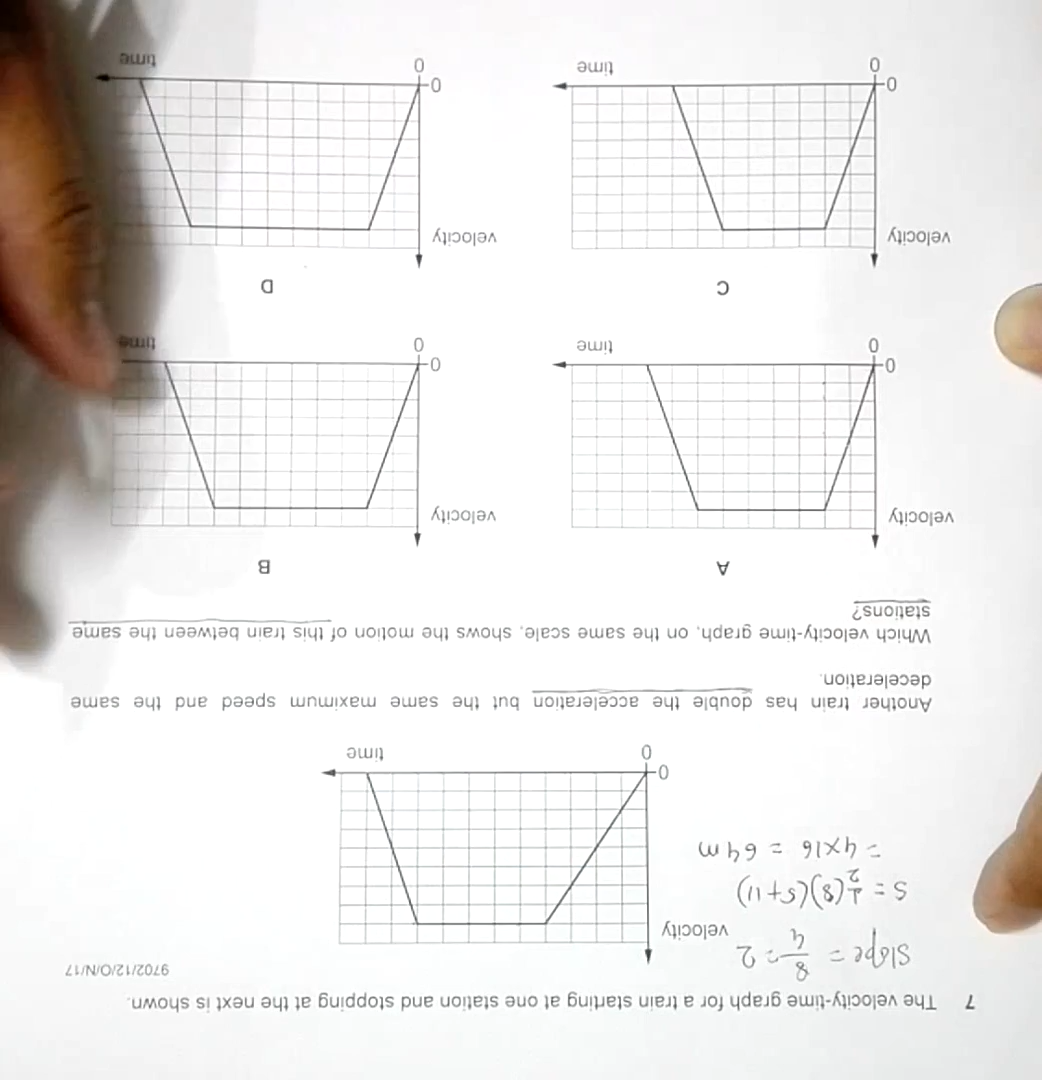 7 The velocity-time graph for a train starting at one station and stopping at the next is shown.
9702/12/O/N/17
slope = 8/4 = 2
S = 1/2 (8)(5+11)
= 4×16 = 64m
velocity
0
0
time
Another train has double the acceleration but the same maximum speed and the same
deceleration.
Which velocity-time graph, on the same scale, shows the motion of this train between the same
stations?
A
velocity
0
0
time
B
velocity
0
0
time
C
velocity
0
0
time
D
velocity
0
0
time